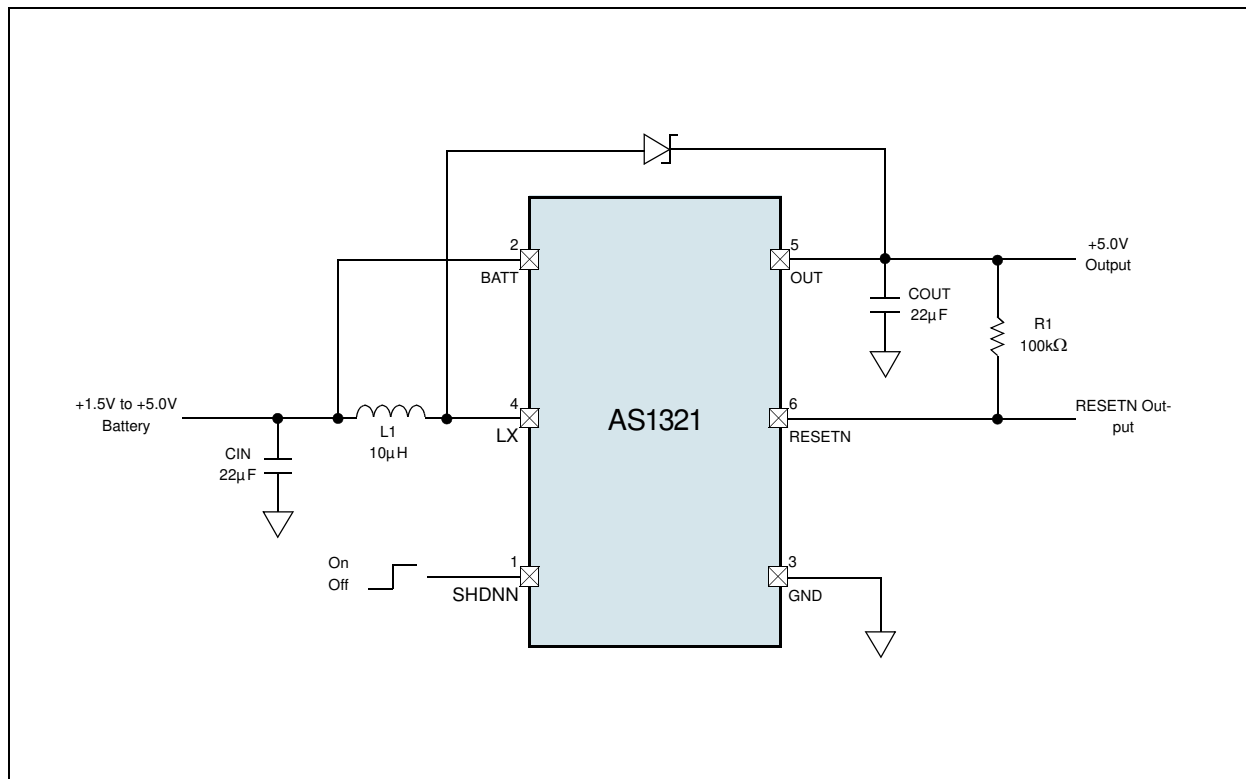 2
BATT
5
OUT
+5.0V
Output
COUT
22µF
R1
100kΩ
+1.5V to +5.0V
Battery
L1
10µH
4
LX
AS1321
6
RESETN
RESETN Out-
put
CIN
22µF
On
Off
1
SHDNN
3
GND